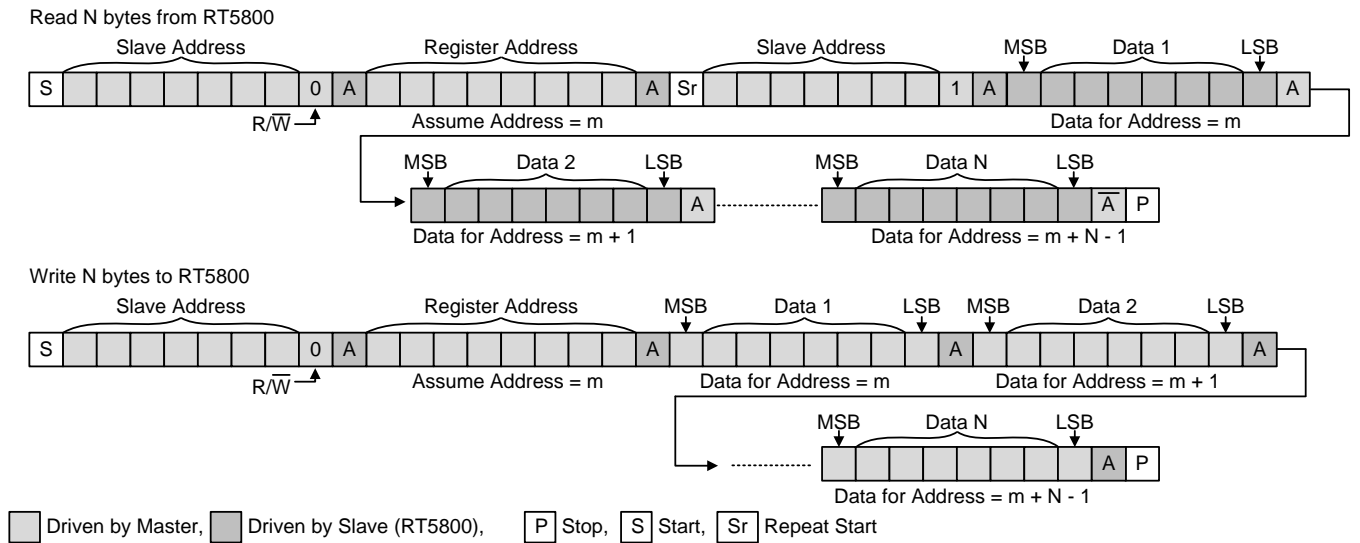 Read N bytes from RT5800
Slave Address Register Address Slave Address MSB Data 1 LSB
S 0 A A Sr 1 A A
R/W̅ Assume Address = m Data for Address = m
MSB Data 2 LSB MSB Data N LSB
A A̅ P
Data for Address = m + 1 Data for Address = m + N - 1
Write N bytes to RT5800
Slave Address Register Address MSB Data 1 LSB MSB Data 2 LSB
S 0 A A A A
R/W̅ Assume Address = m Data for Address = m Data for Address = m + 1
MSB Data N LSB
A P
Data for Address = m + N - 1
Driven by Master, Driven by Slave (RT5800), P Stop, S Start, Sr Repeat Start